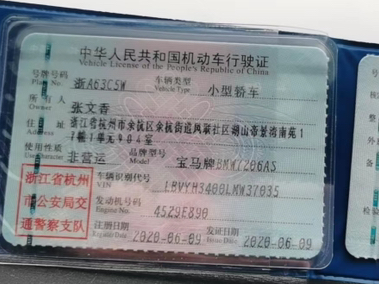 中华人民共和国机动车行驶证
Vehicle License of the People's Republic of China
号牌号码 浙A63C5W 车辆类型 Vehicle Type 小型轿车
所有人 Owner 张文香
住址 浙江省杭州市余杭区余杭街道凤联社区湖山帝景湾南苑1
7幢1单元904室
使用性质 Use Character 非营运 品牌型号 Model 宝马牌BMW7206AS
浙江省杭州
市公安局交
通警察支队
车辆识别代号 VIN LBVYH3400LMW37035
发动机号码 Engine No. 45Z9E890
注册日期 Register Date 2020-06-09 发证日期 Issue Date 2020-06-09